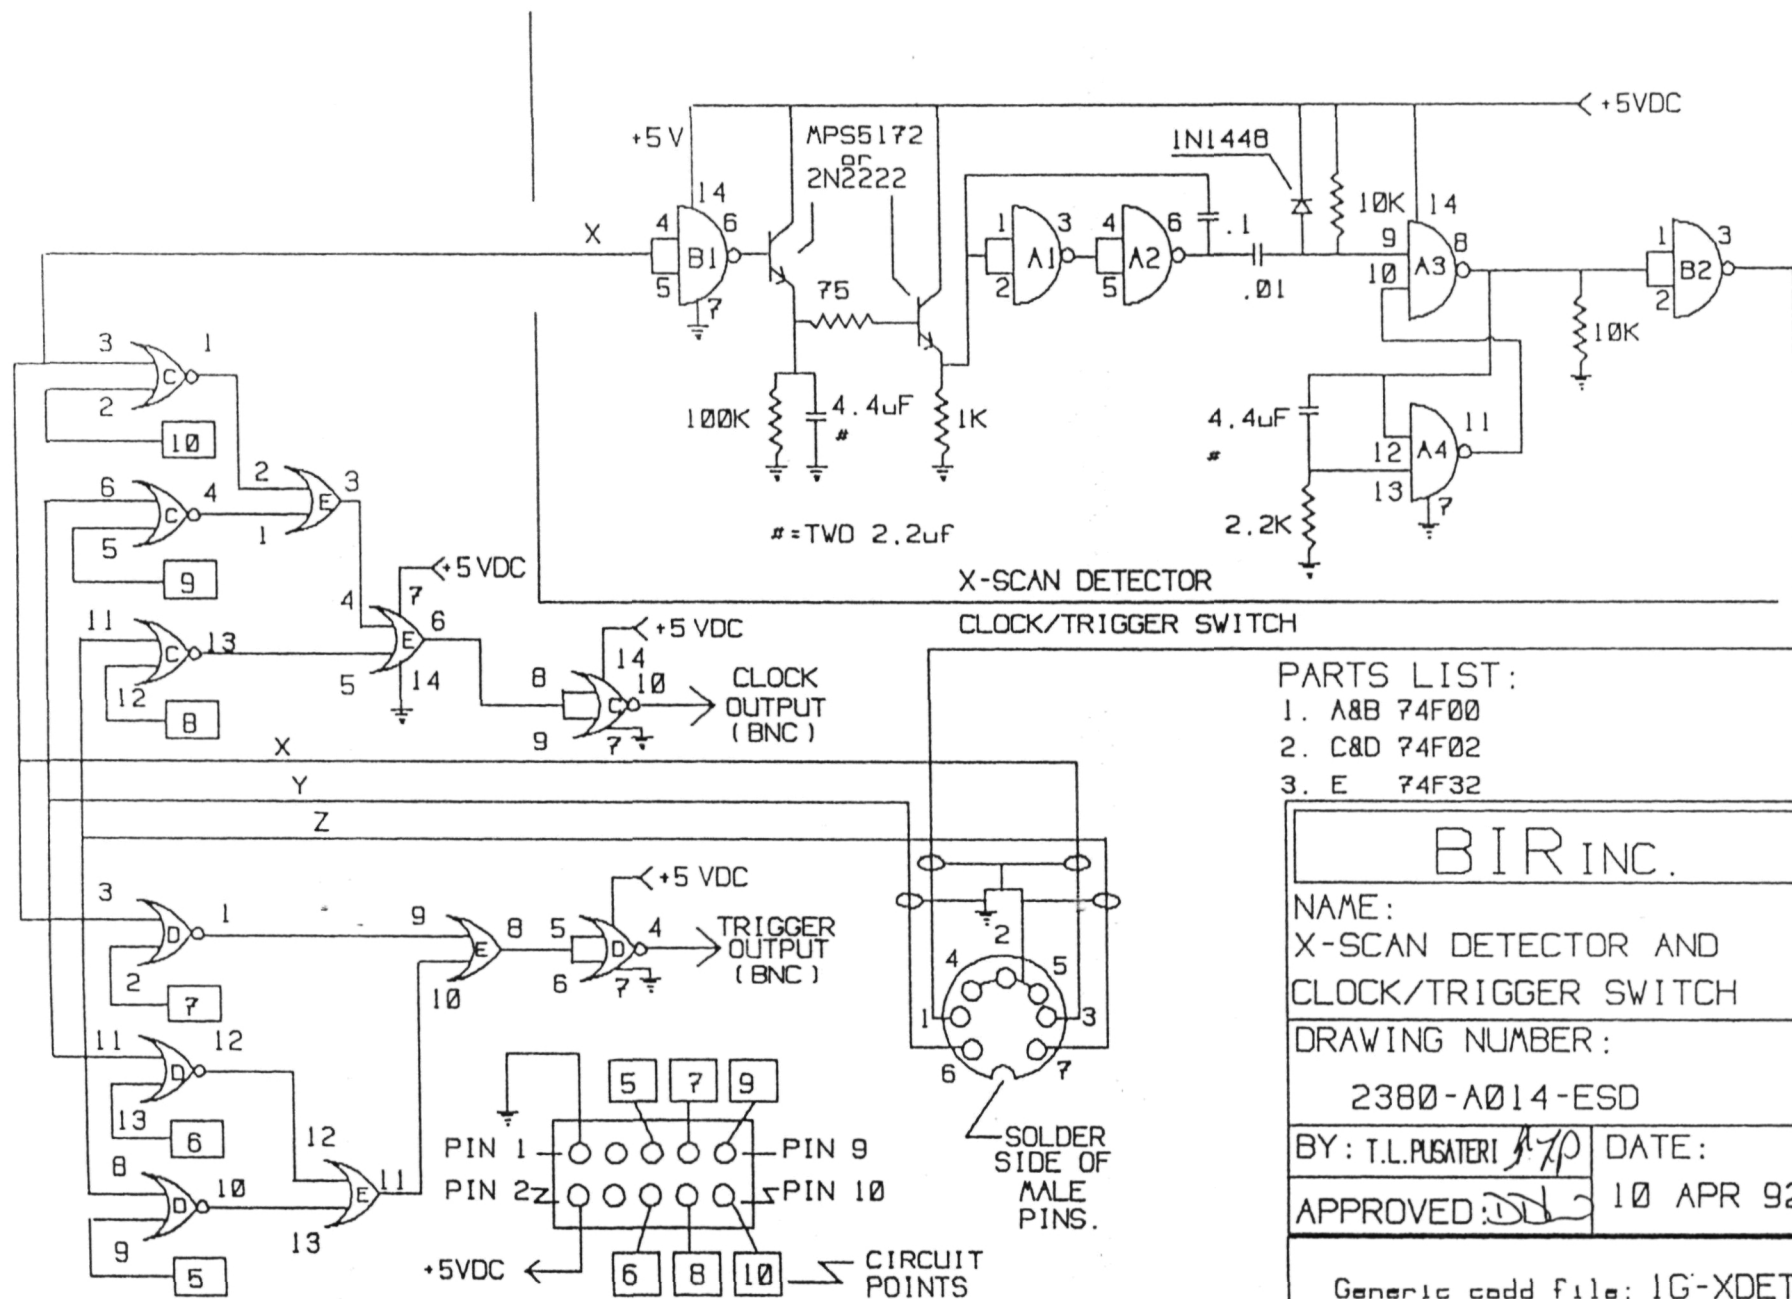 +5VDC
+5V
MPS5172
or
2N2222
1N1448
14
4
5
6
B1
7
X
75
100K
4.4uF
#
1K
1
2
3
A1
4
5
6
A2
.1
.01
10K
14
9
10
8
A3
10K
1
2
3
B2
4.4uF
#
12
13
11
A4
7
2.2K
#=TWO 2.2uf
X-SCAN DETECTOR
CLOCK/TRIGGER SWITCH
3
2
1
C
10
6
5
4
C
9
11
12
13
C
8
2
1
3
E
+5VDC
7
4
5
6
E
14
+5 VDC
14
8
9
10
C
7
CLOCK
OUTPUT
(BNC)
X
Y
Z
3
2
1
D
7
11
13
12
D
6
8
9
10
D
5
12
13
11
E
9
10
8
E
+5 VDC
5
6
4
D
7
TRIGGER
OUTPUT
(BNC)
2
4
5
1
3
6
7
SOLDER
SIDE OF
MALE
PINS.
5
7
9
PIN 1
PIN 9
PIN 2
PIN 10
+5VDC
6
8
10
CIRCUIT
POINTS
PARTS LIST:
1. A&B 74F00
2. C&D 74F02
3. E 74F32
BIR INC.
NAME:
X-SCAN DETECTOR AND
CLOCK/TRIGGER SWITCH
DRAWING NUMBER:
2380-A014-ESD
BY: T.L.PUSATERI
DATE:
10 APR 92
APPROVED:
Generic cadd file: 1G-XDET